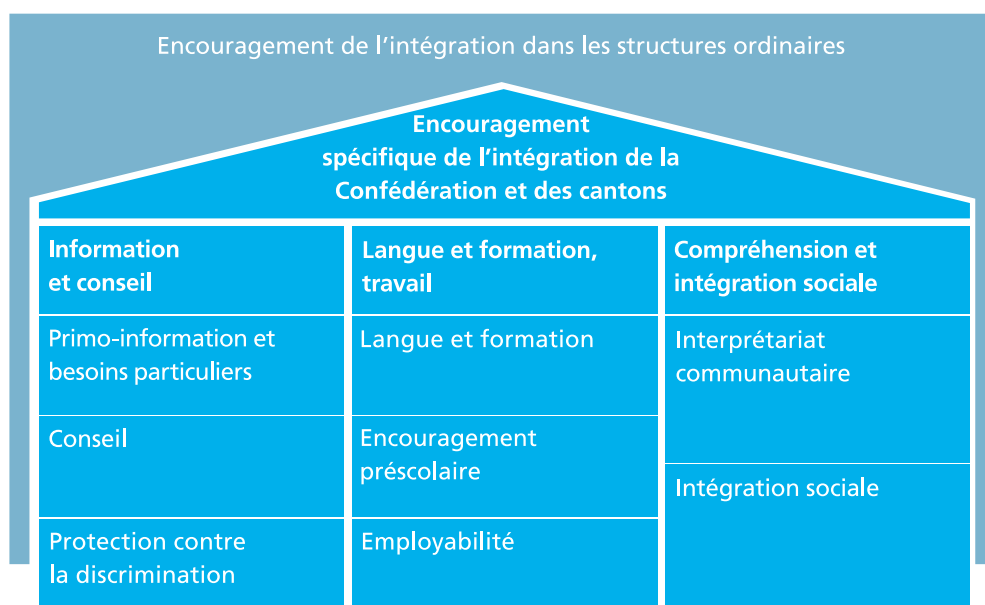 Encouragement de l’intégration dans les structures ordinaires
Encouragement
spécifique de l’intégration de la
Confédération et des cantons
Information
et conseil
Primo-information et
besoins particuliers
Conseil
Protection contre
la discrimination
Langue et formation,
travail
Langue et formation
Encouragement
préscolaire
Employabilité
Compréhension et
intégration sociale
Interprétariat
communautaire
Intégration sociale